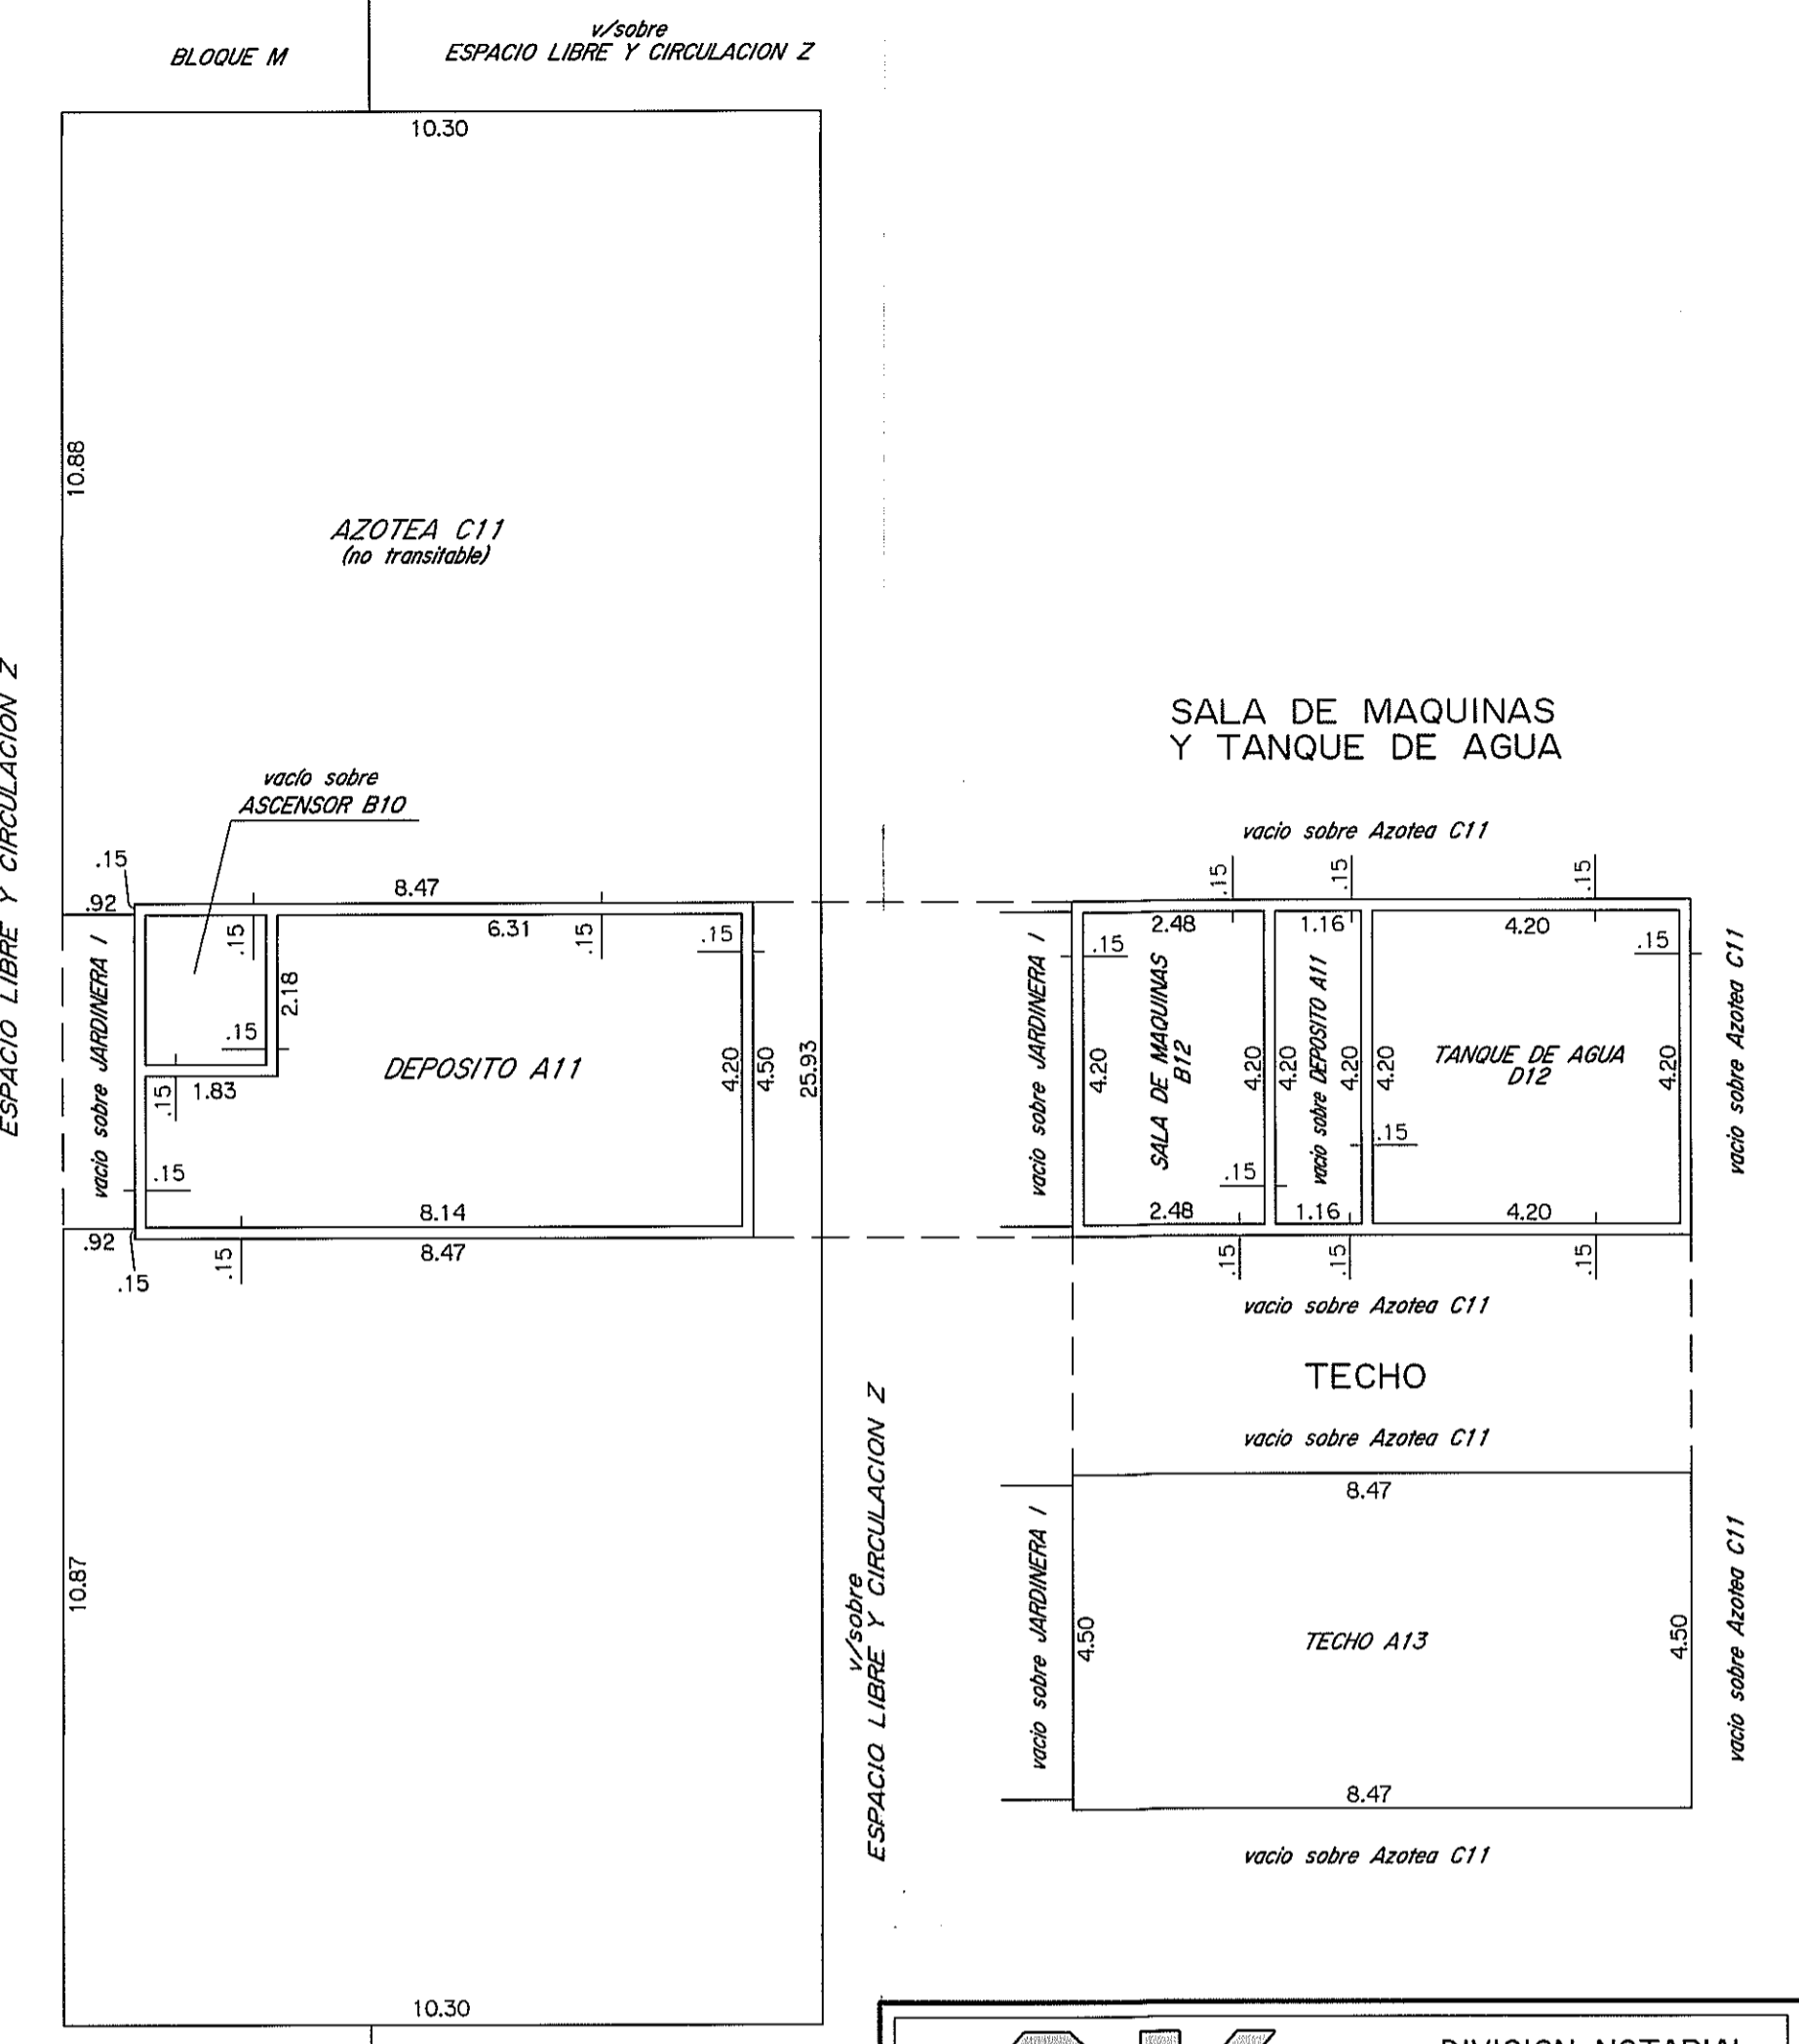 BLOQUE M
v/sobre
ESPACIO LIBRE Y CIRCULACION Z
10.30
10.88
AZOTEA C11
(no transitable)
ESPACIO LIBRE Y CIRCULACION Z
vacío sobre
ASCENSOR B10
.15
.92
8.47
6.31
.15
.15
.15
2.18
.15
vacio sobre JARDINERA I
DEPOSITO A11
4.20
4.50
25.93
1.83
.15
.15
8.14
.92
8.47
.15
.15
10.87
v/sobre
ESPACIO LIBRE Y CIRCULACION Z
10.30
SALA DE MAQUINAS
Y TANQUE DE AGUA
vacio sobre Azotea C11
.15
.15
.15
2.48
1.16
4.20
.15
.15
vacio sobre JARDINERA I
4.20
SALA DE MAQUINAS
B12
4.20
4.20
vacio sobre DEPOSITO A11
4.20
4.20
TANQUE DE AGUA
D12
4.20
vacio sobre Azotea C11
.15
.15
2.48
1.16
4.20
.15
.15
.15
vacio sobre Azotea C11
TECHO
vacio sobre Azotea C11
8.47
vacio sobre JARDINERA I
4.50
TECHO A13
4.50
vacio sobre Azotea C11
8.47
vacio sobre Azotea C11
DIVISION NOTARIAL